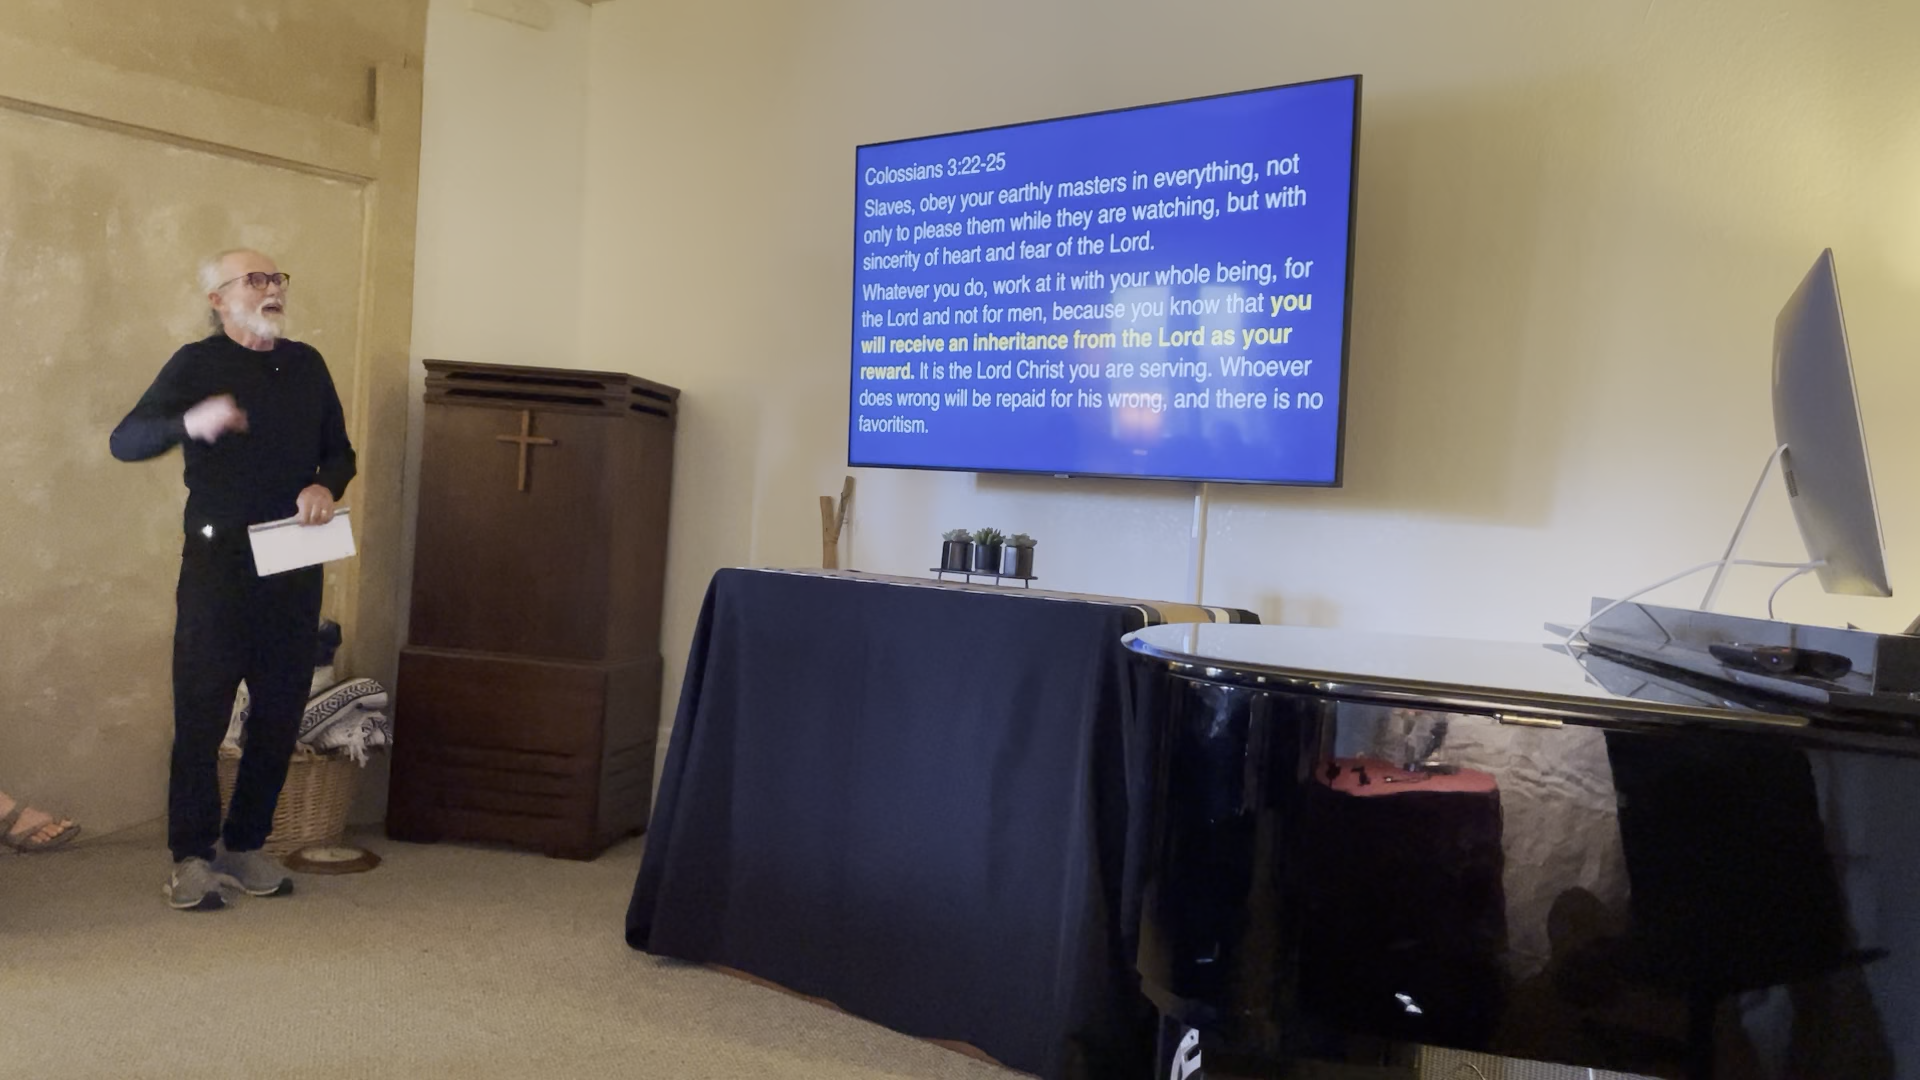 Colossians 3:22-25
Slaves, obey your earthly masters in everything, not
only to please them while they are watching, but with
sincerity of heart and fear of the Lord.
Whatever you do, work at it with your whole being, for
the Lord and not for men, because you know that you
will receive an inheritance from the Lord as your
reward. It is the Lord Christ you are serving. Whoever
does wrong will be repaid for his wrong, and there is no
favoritism.